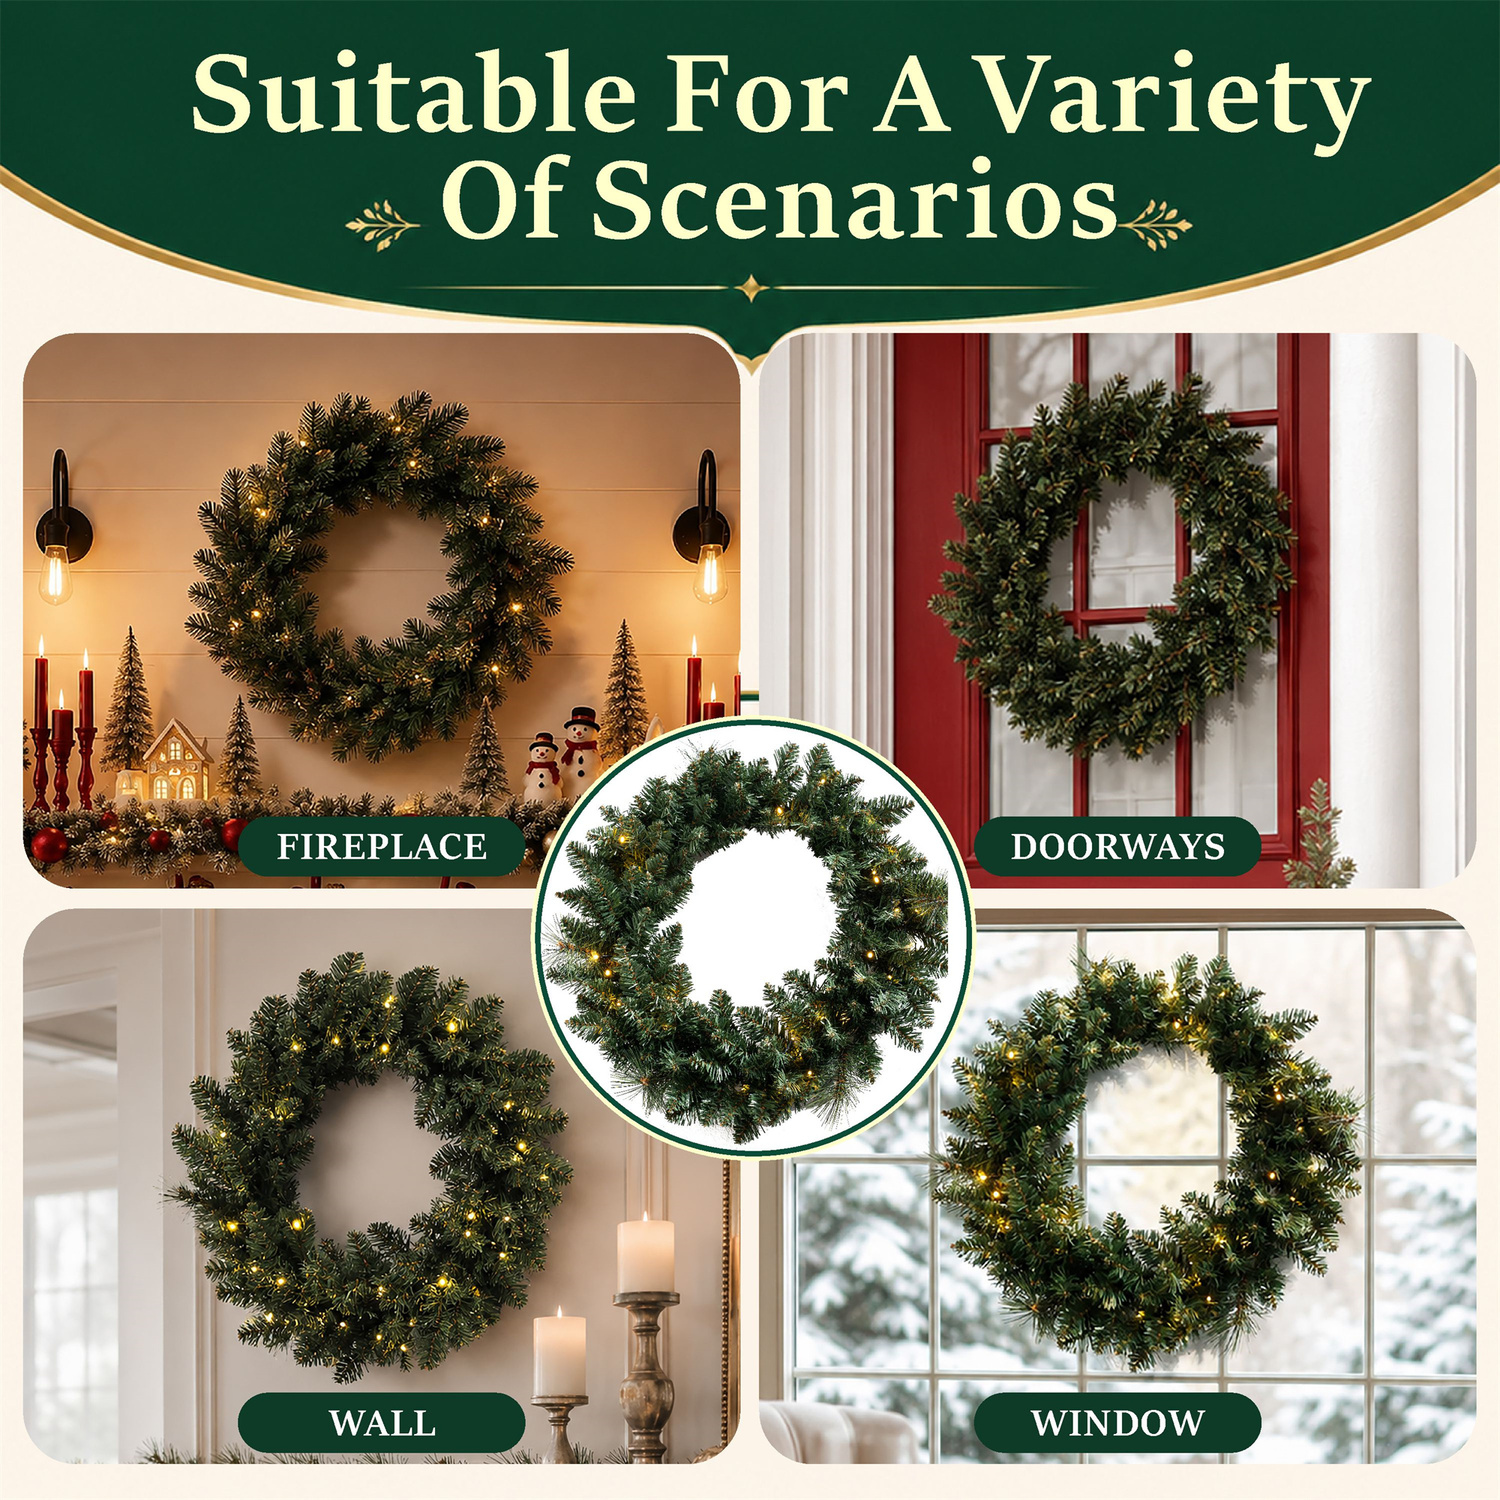 Suitable For A Variety
Of Scenarios
FIREPLACE
DOORWAYS
WALL
WINDOW